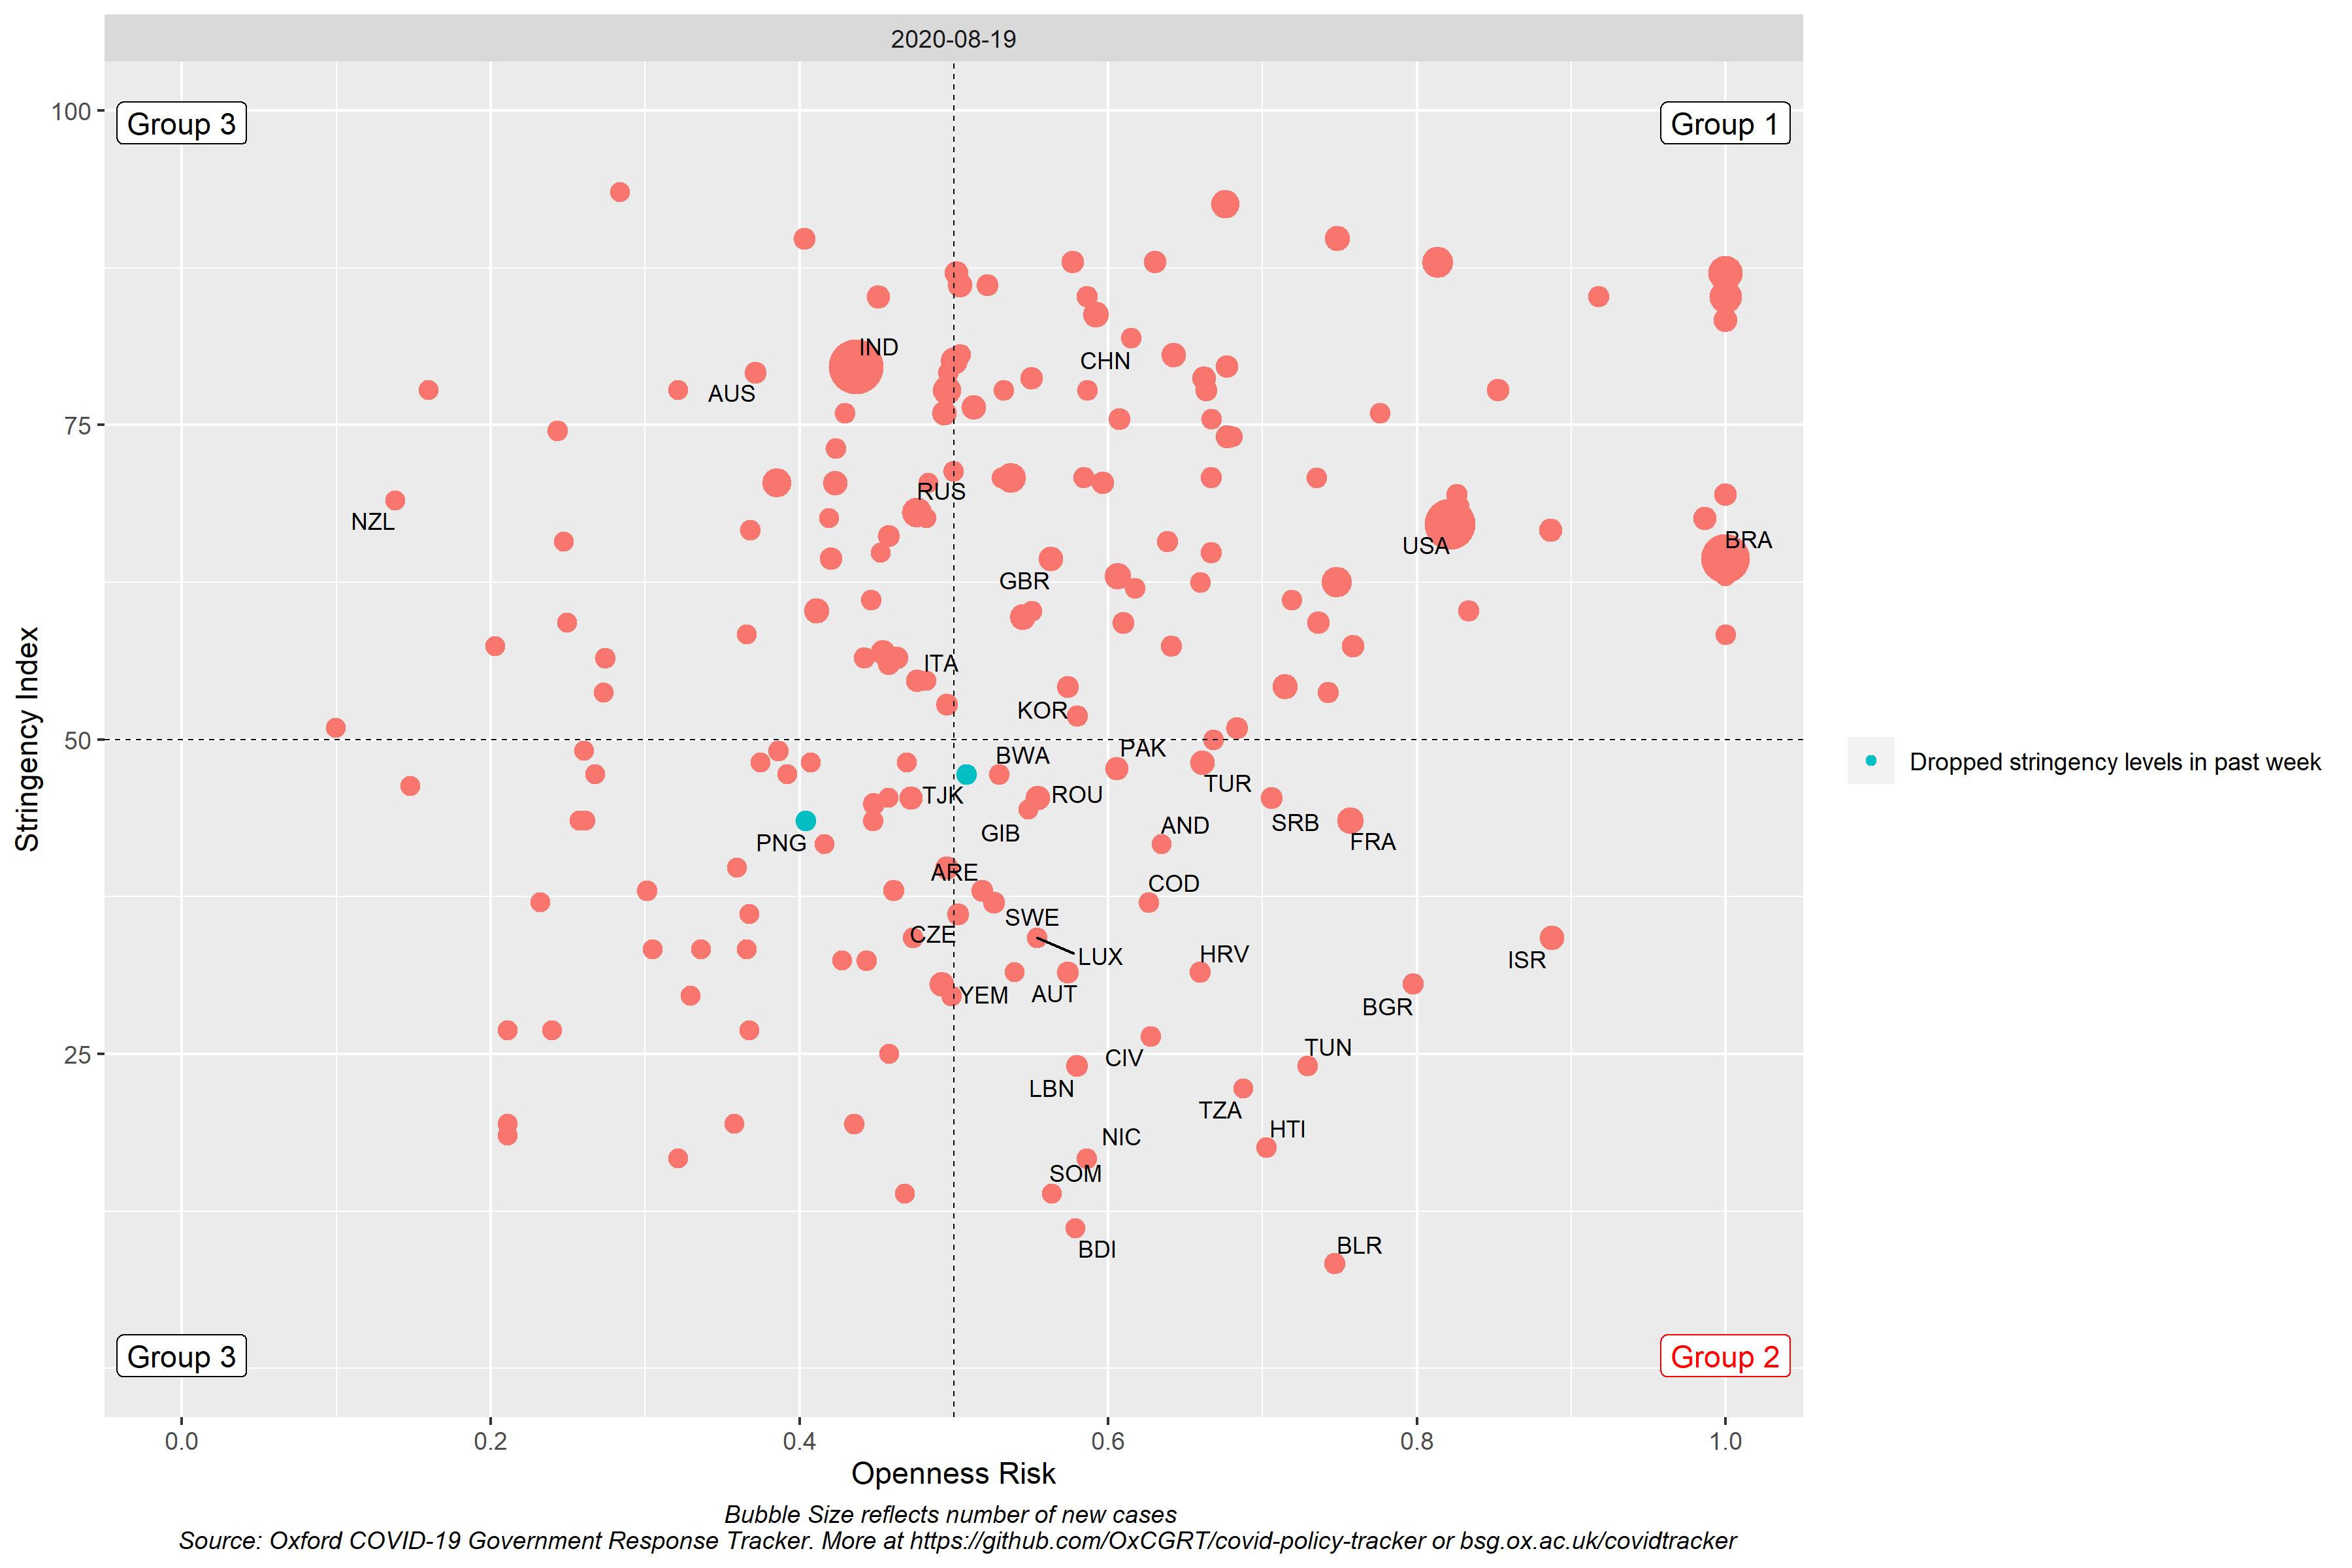 2020-08-19
100
Group 3
Group 1
IND
CHN
AUS
75
RUS
NZL
BRA
USA
GBR
ITA
KOR
50
PAK
BWA
TUR
TJK
ROU
SRB
AND
GIB
FRA
PNG
ARE
COD
SWE
CZE
HRV
LUX
ISR
AUT
YEM
BGR
25
TUN
CIV
LBN
TZA
HTI
NIC
SOM
BDI
BLR
Group 3
Group 2
Stringency Index
0.0
0.2
0.4
0.6
0.8
1.0
Openness Risk
Dropped stringency levels in past week
Bubble Size reflects number of new cases
Source: Oxford COVID-19 Government Response Tracker. More at https://github.com/OxCGRT/covid-policy-tracker or bsg.ox.ac.uk/covidtracker